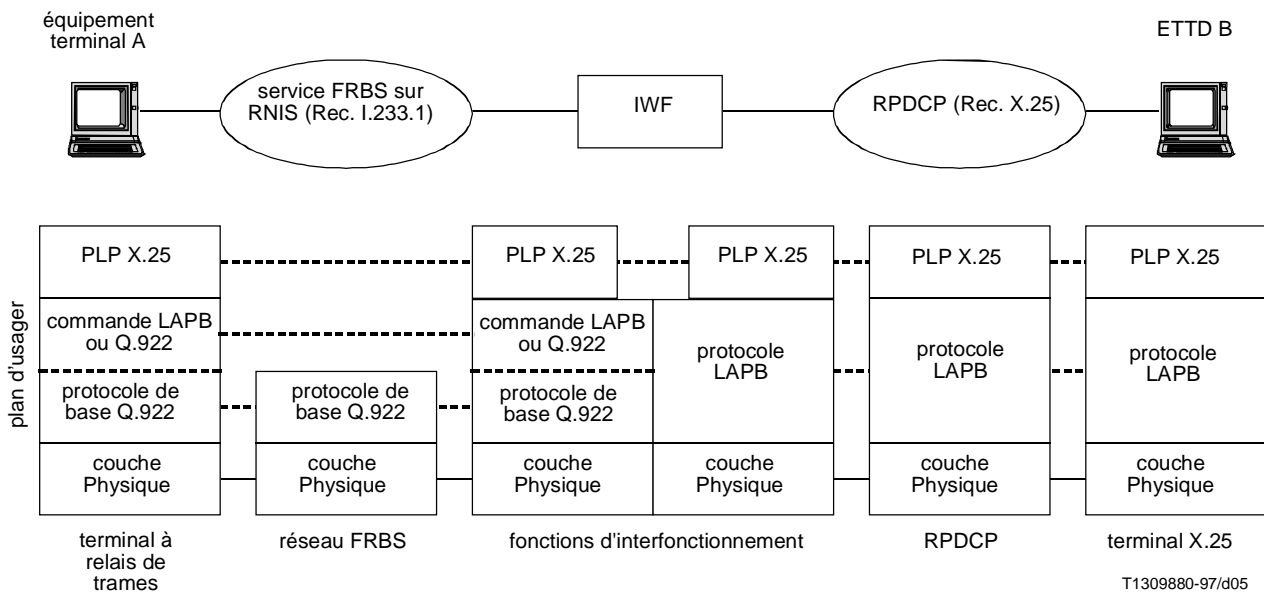 équipement
terminal A
ETTD B
service FRBS sur
RNIS (Rec. I.233.1)
IWF
RPDCP (Rec. X.25)
plan d'usager
PLP X.25
PLP X.25
PLP X.25
PLP X.25
PLP X.25
commande LAPB
ou Q.922
commande LAPB
ou Q.922
protocole
LAPB
protocole
LAPB
protocole
LAPB
protocole de
base Q.922
protocole de
base Q.922
protocole de
base Q.922
couche
Physique
couche
Physique
couche
Physique
couche
Physique
couche
Physique
couche
Physique
terminal à
relais de
trames
réseau FRBS
fonctions d'interfonctionnement
RPDCP
terminal X.25
T1309880-97/d05